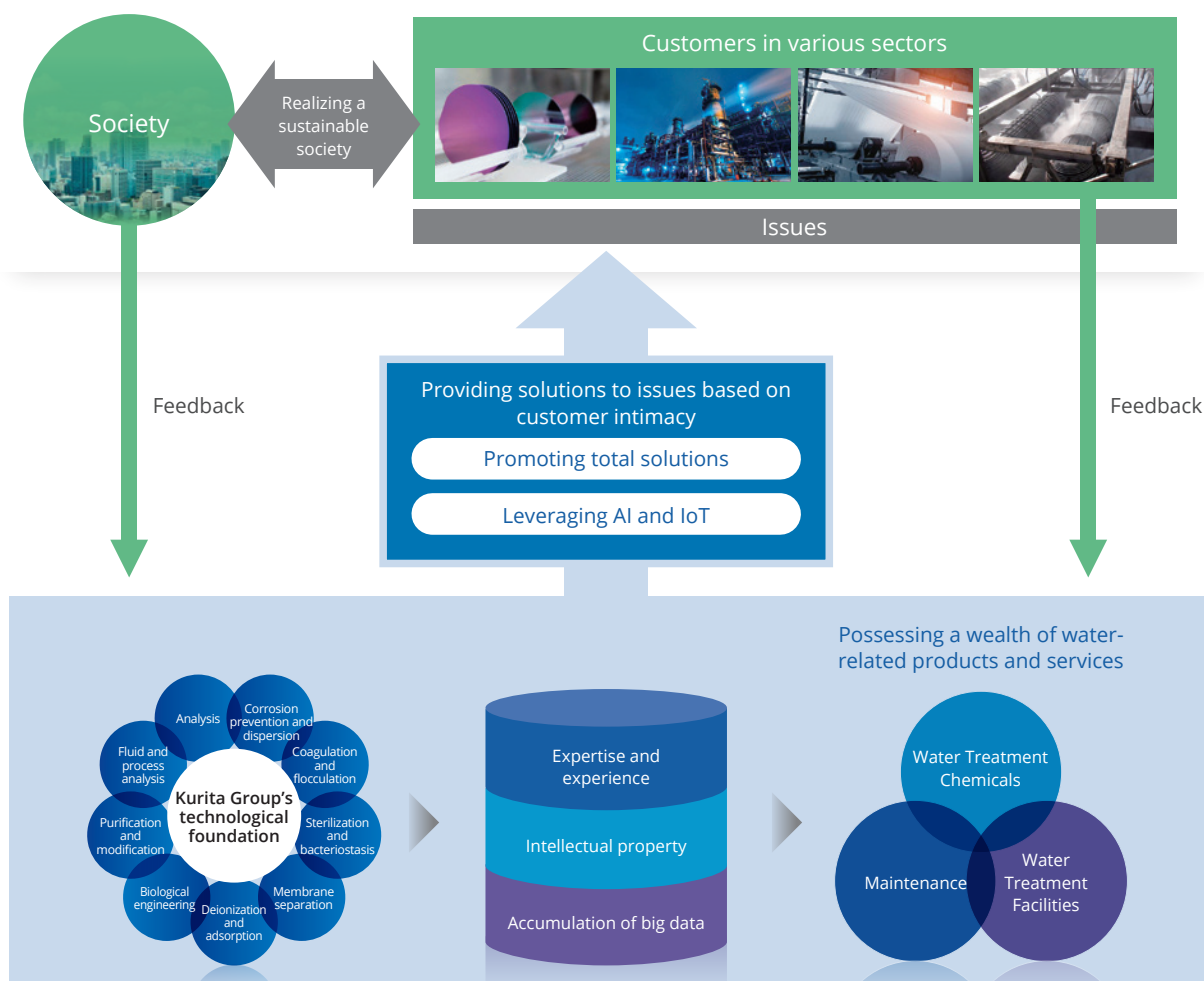 Society
Realizing a
sustainable
society
Customers in various sectors
Issues
Feedback
Providing solutions to issues based on
customer intimacy
Promoting total solutions
Leveraging AI and IoT
Feedback
Kurita Group's
technological
foundation
Analysis
Corrosion
prevention and
dispersion
Coagulation
and
flocculation
Sterilization
and
bacteriostasis
Membrane
separation
Deionization
and
adsorption
Biological
engineering
Purification
and
modification
Fluid and
process
analysis
Expertise and
experience
Intellectual property
Accumulation of big data
Possessing a wealth of water-
related products and services
Water Treatment
Chemicals
Maintenance
Water
Treatment
Facilities